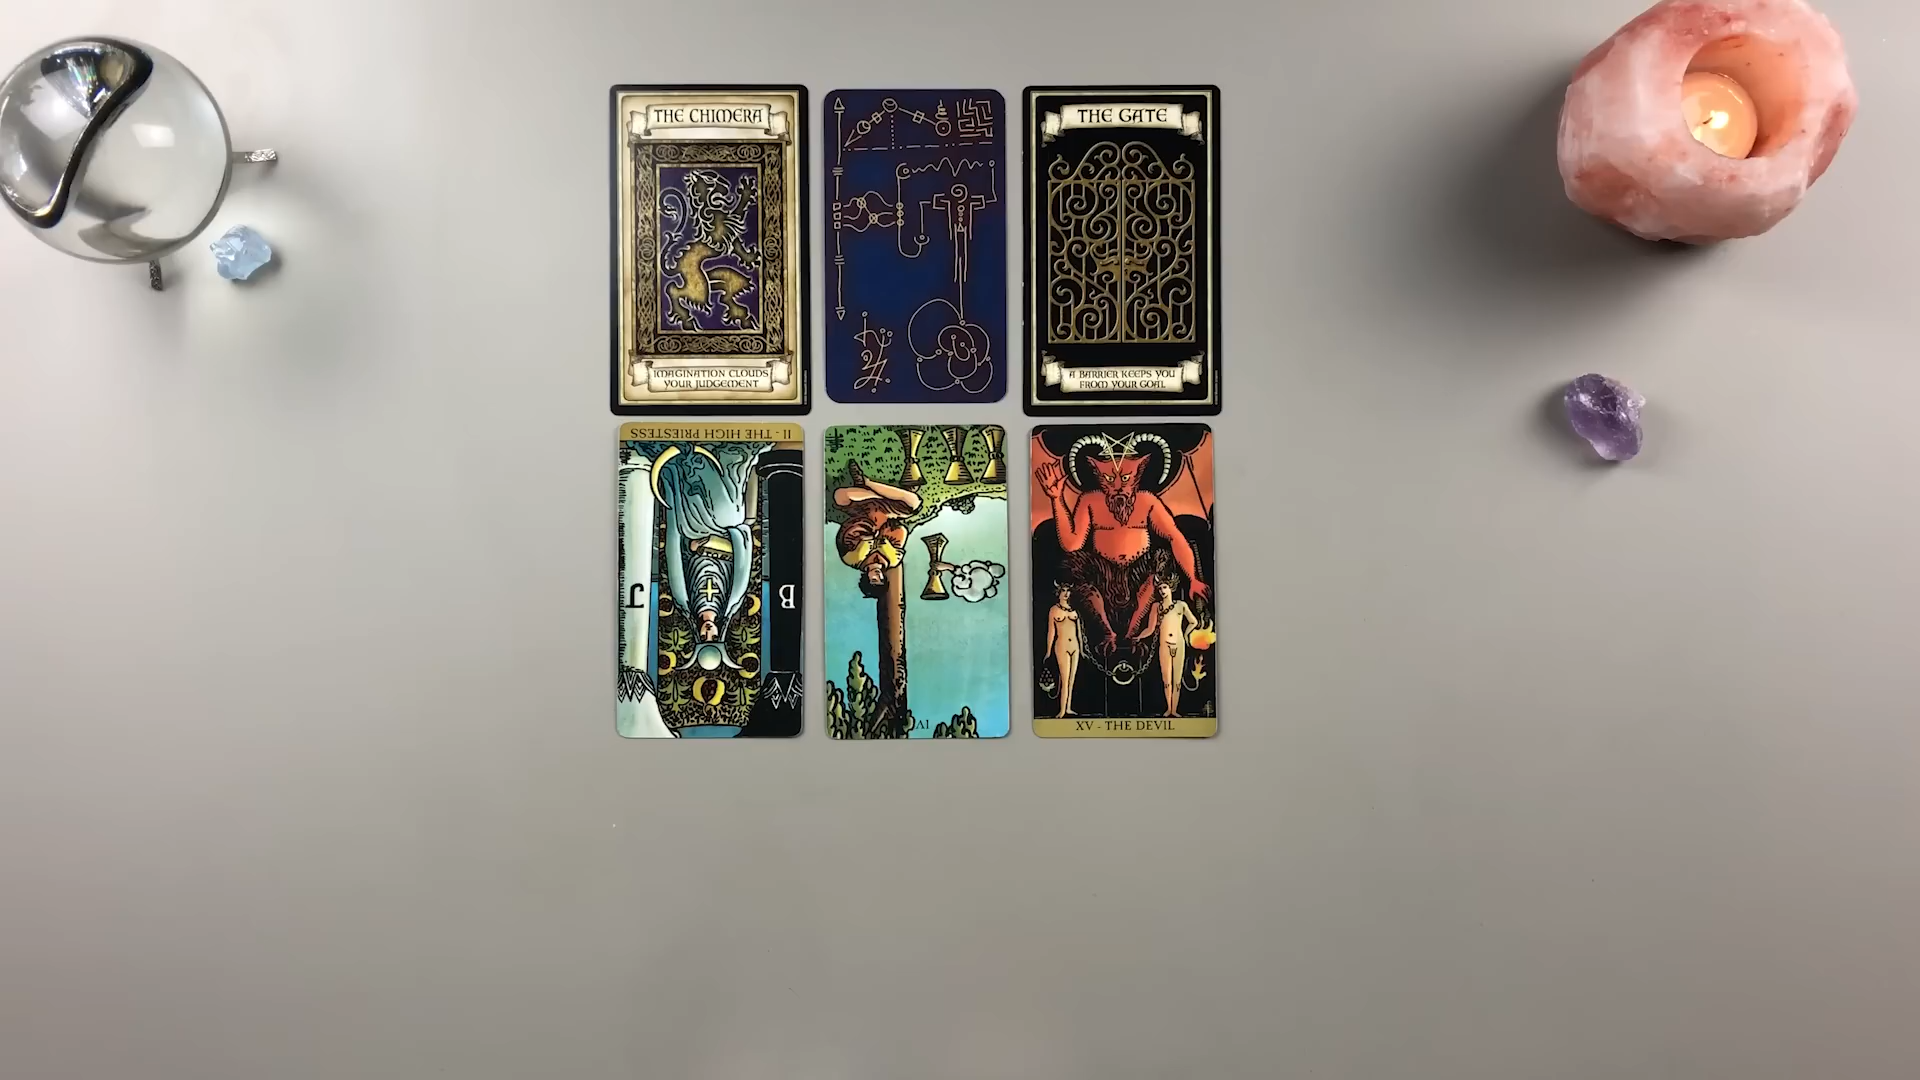 THE CHIMERA
IMAGINATION CLOUDS
YOUR JUDGEMENT
THE GATE
A BARRIER KEEPS YOU
FROM YOUR GOAL
II - THE HIGH PRIESTESS
J
B
IV
XV - THE DEVIL